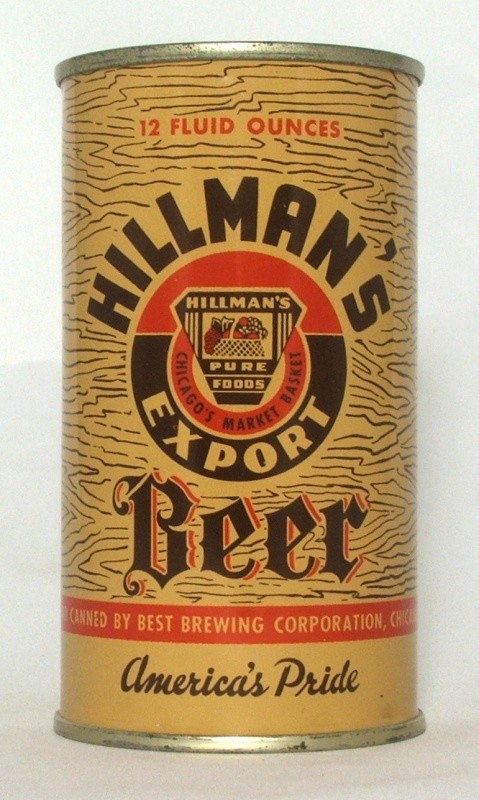 12 FLUID OUNCES
HILLMAN'S
HILLMAN'S
PURE
FOODS
CHICAGO'S MARKET BASKET
EXPORT
Beer
CANNED BY BEST BREWING CORPORATION,
America's Pride